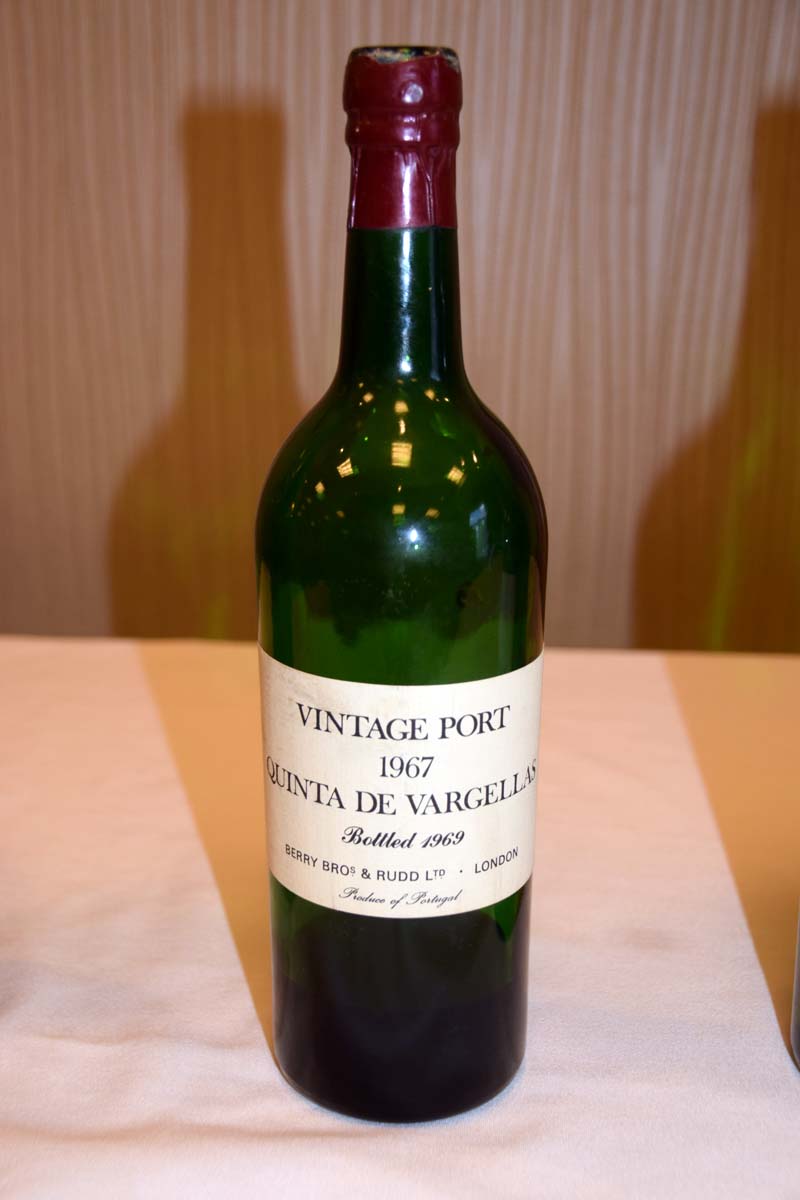 VINTAGE PORT
1967
QUINTA DE VARGELLAS
Bottled 1969
BERRY BROS & RUDD LTD · LONDON
Produce of Portugal